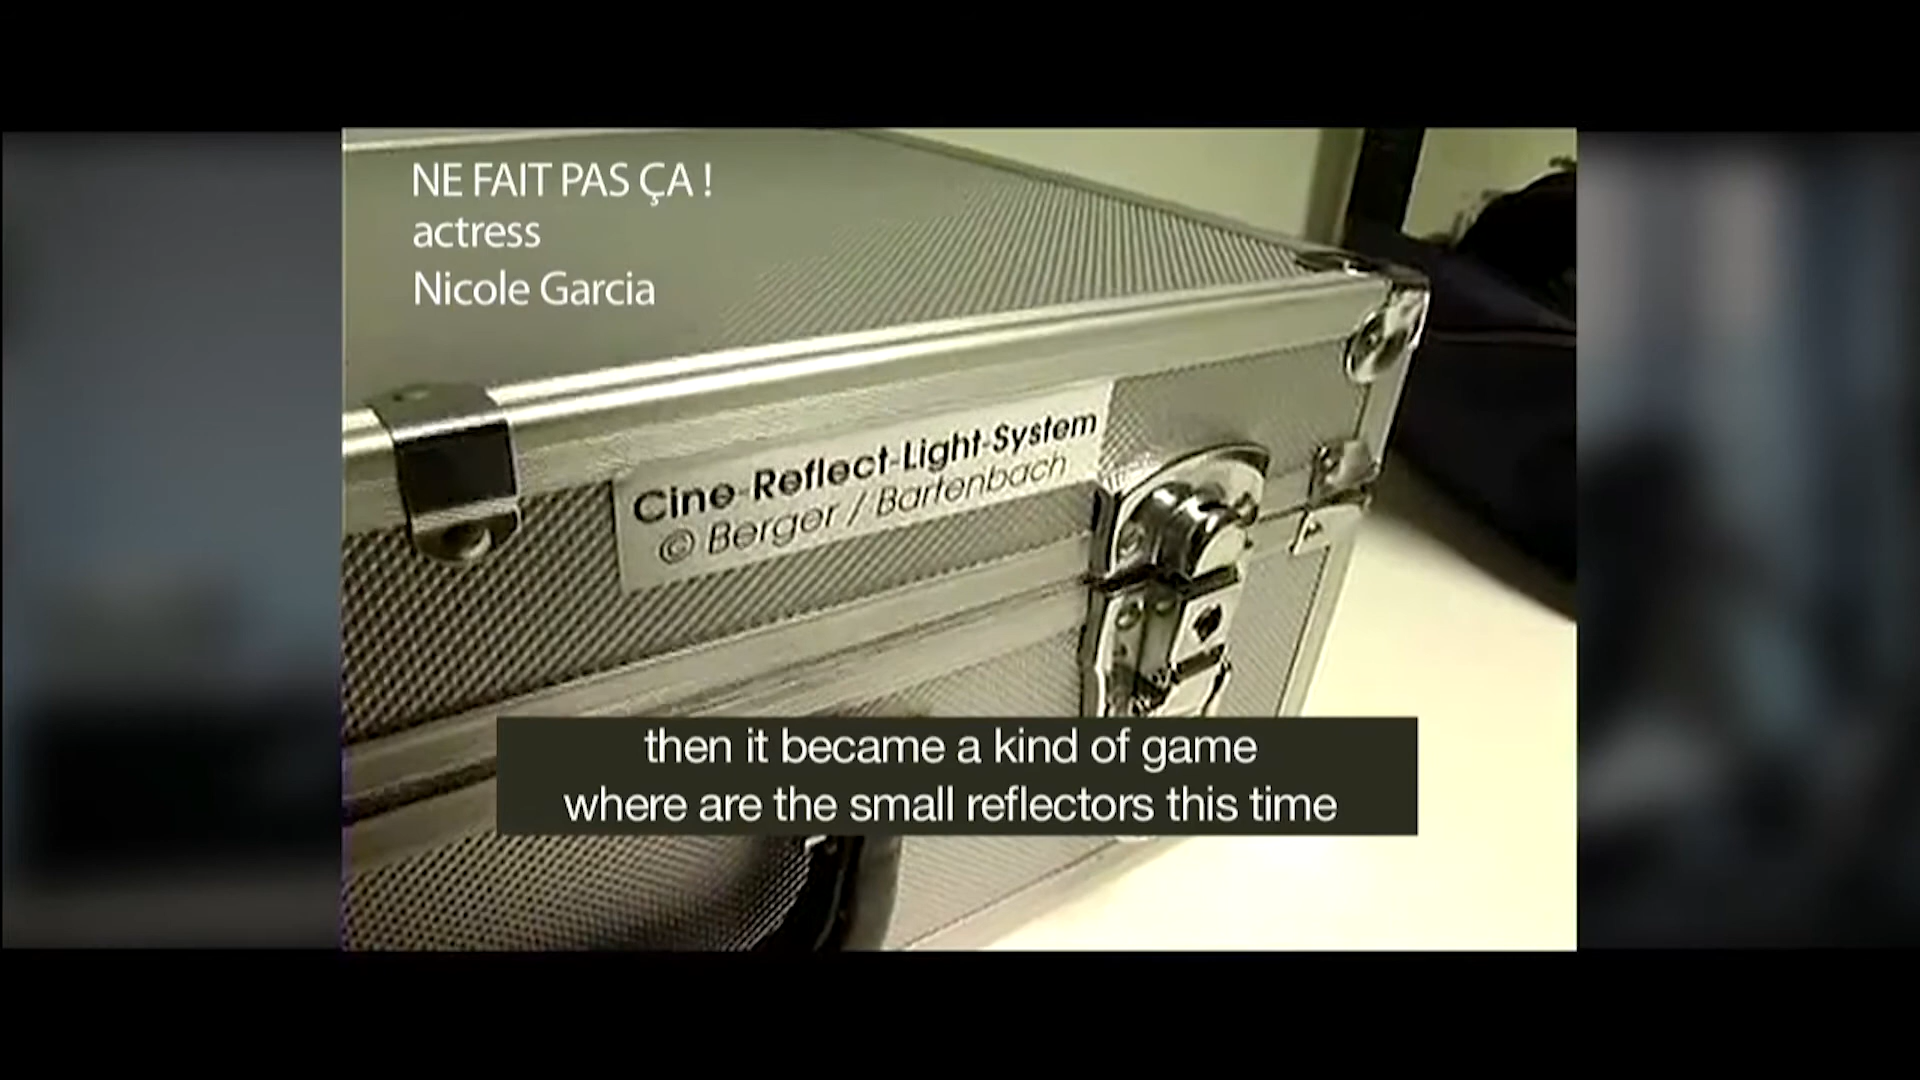 NE FAIT PAS ÇA !
actress
Nicole Garcia
Cine-Reflect-Light-System
© Berger / Bartenbach
then it became a kind of game
where are the small reflectors this time